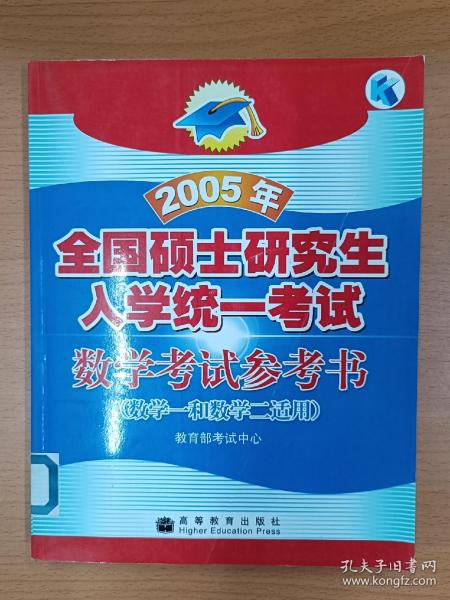 2005年
全国硕士研究生
入学统一考试
数学考试参考书
(数学一和数学二适用)
教育部考试中心
高等教育出版社
Higher Education Press
孔夫子旧书网
www.kongfz.com